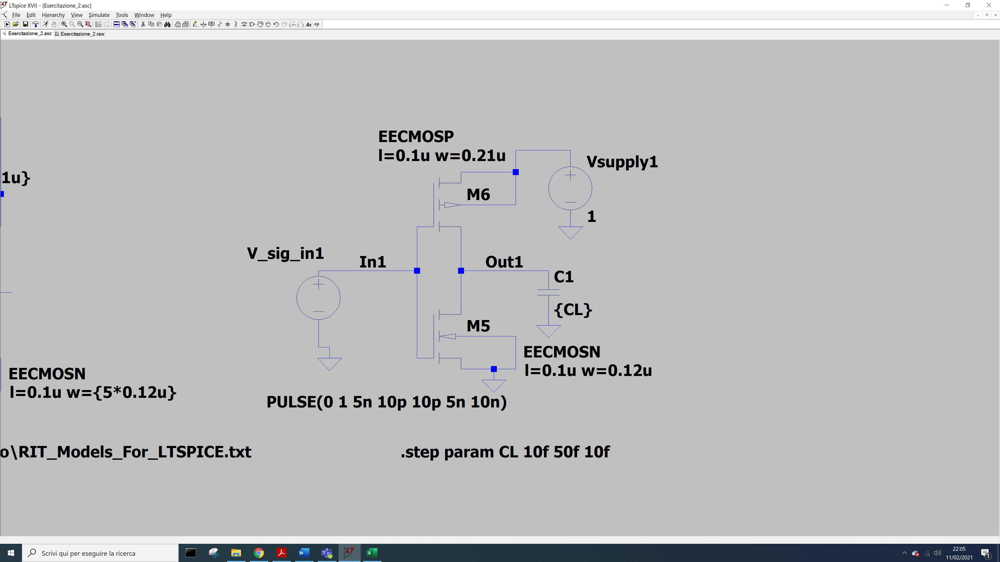 LTspice XVII - [Esercitazione_2.asc]
File Edit Hierarchy View Simulate Tools Window Help
Esercitazione_2.asc Esercitazione_2.raw
EECMOSP
l=0.1u w=0.21u
Vsupply1
1u}
M6
1
V_sig_in1
In1
Out1
C1
{CL}
M5
EECMOSN
l=0.1u w=0.12u
EECMOSN
l=0.1u w={5*0.12u}
PULSE(0 1 5n 10p 10p 5n 10n)
o\RIT_Models_For_LTSPICE.txt
.step param CL 10f 50f 10f
Scrivi qui per eseguire la ricerca
22:05
11/02/2021
1